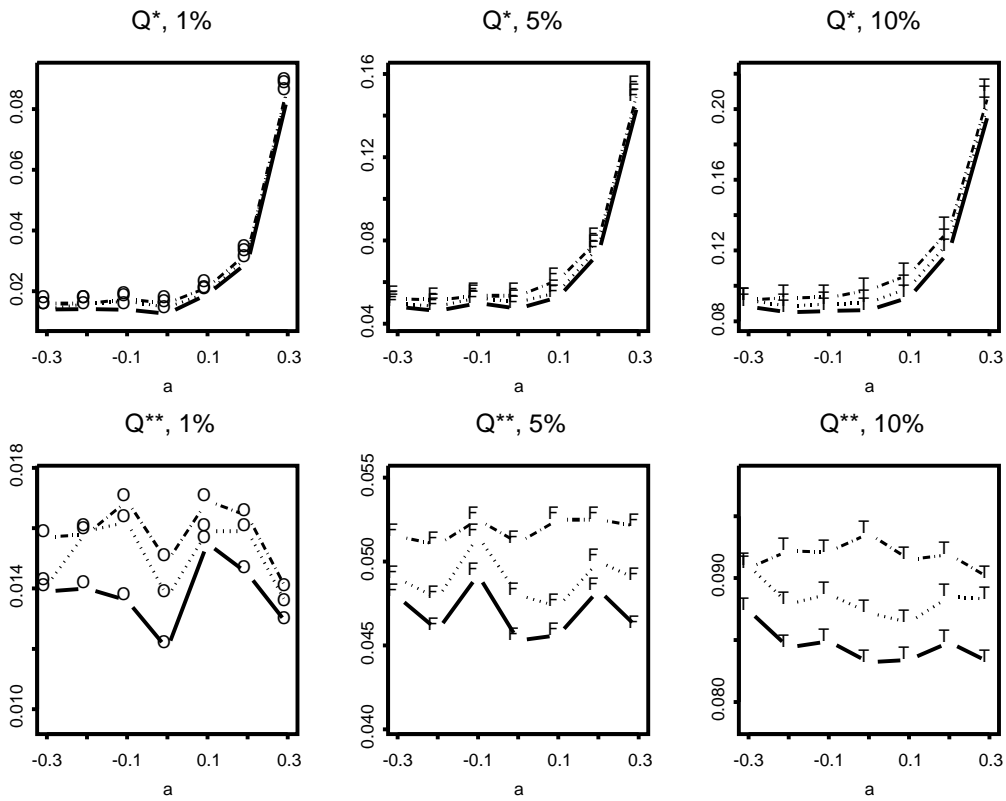 Q*, 1%
Q*, 5%
Q*, 10%
0.02 0.04 0.06 0.08
0.04 0.08 0.12 0.16
0.08 0.12 0.16 0.20
-0.3 -0.1 0.1 0.3
-0.3 -0.1 0.1 0.3
-0.3 -0.1 0.1 0.3
a
a
a
Q**, 1%
Q**, 5%
Q**, 10%
0.010 0.014 0.018
0.040 0.045 0.050 0.055
0.080 0.090
-0.3 -0.1 0.1 0.3
-0.3 -0.1 0.1 0.3
-0.3 -0.1 0.1 0.3
a
a
a